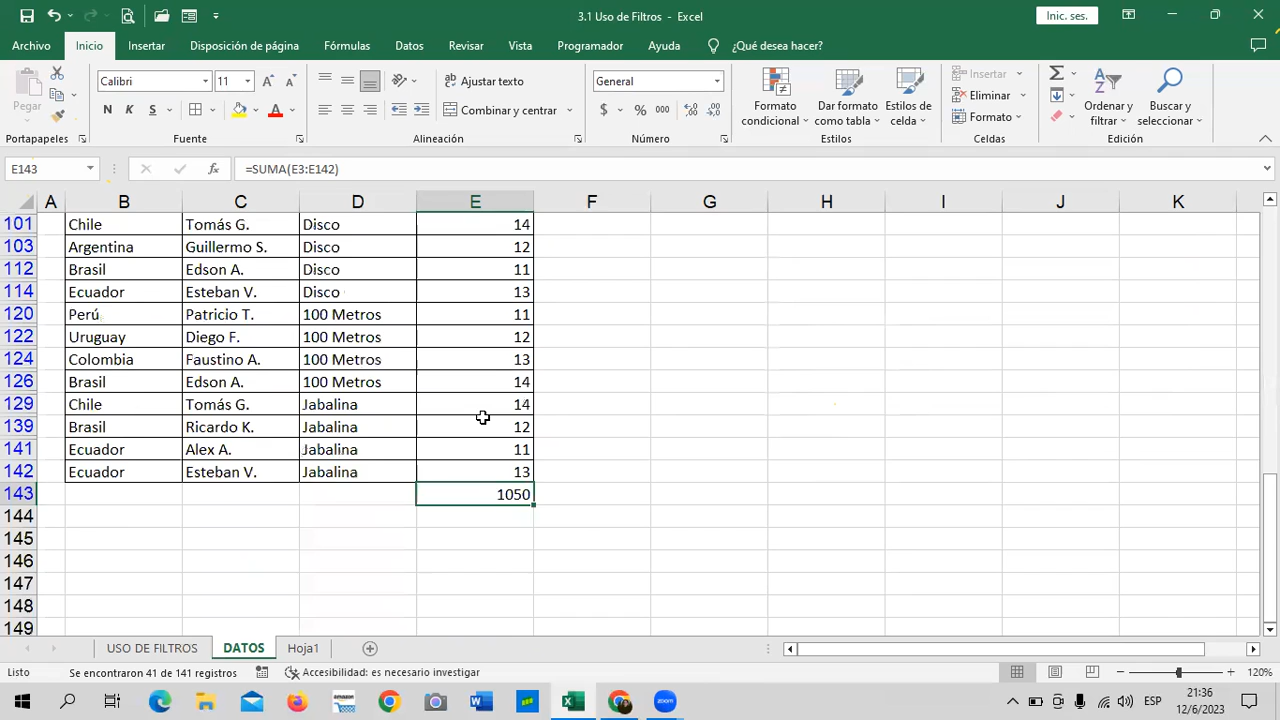 3.1 Uso de Filtros - Excel
Inic. ses.
Archivo Inicio Insertar Disposición de página Fórmulas Datos Revisar Vista Programador Ayuda ¿Qué desea hacer?
Pegar
Calibri 11
N K S
Ajustar texto
Combinar y centrar
General
$ % 000
Formato condicional
Dar formato como tabla
Estilos de celda
Insertar
Eliminar
Formato
Ordenar y filtrar
Buscar y seleccionar
Portapapeles Fuente Alineación Número Estilos Celdas Edición
E143 fx =SUMA(E3:E142)
A B C D E F G H I J K
101 Chile Tomás G. Disco 14
103 Argentina Guillermo S. Disco 12
112 Brasil Edson A. Disco 11
114 Ecuador Esteban V. Disco 13
120 Perú Patricio T. 100 Metros 11
122 Uruguay Diego F. 100 Metros 12
124 Colombia Faustino A. 100 Metros 13
126 Brasil Edson A. 100 Metros 14
129 Chile Tomás G. Jabalina 14
139 Brasil Ricardo K. Jabalina 12
141 Ecuador Alex A. Jabalina 11
142 Ecuador Esteban V. Jabalina 13
143 1050
144
145
146
147
148
149
USO DE FILTROS DATOS Hoja1
Listo Se encontraron 41 de 141 registros Accesibilidad: es necesario investigar 120%
zoom ESP 21:36
12/6/2023